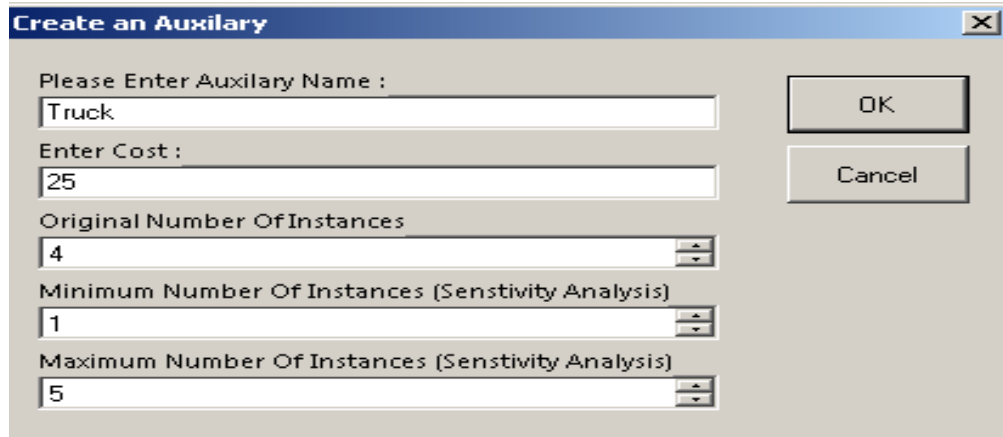 Create an Auxilary
Please Enter Auxilary Name :
Truck
OK
Enter Cost :
25
Cancel
Original Number Of Instances
4
Minimum Number Of Instances (Senstivity Analysis)
1
Maximum Number Of Instances (Senstivity Analysis)
5